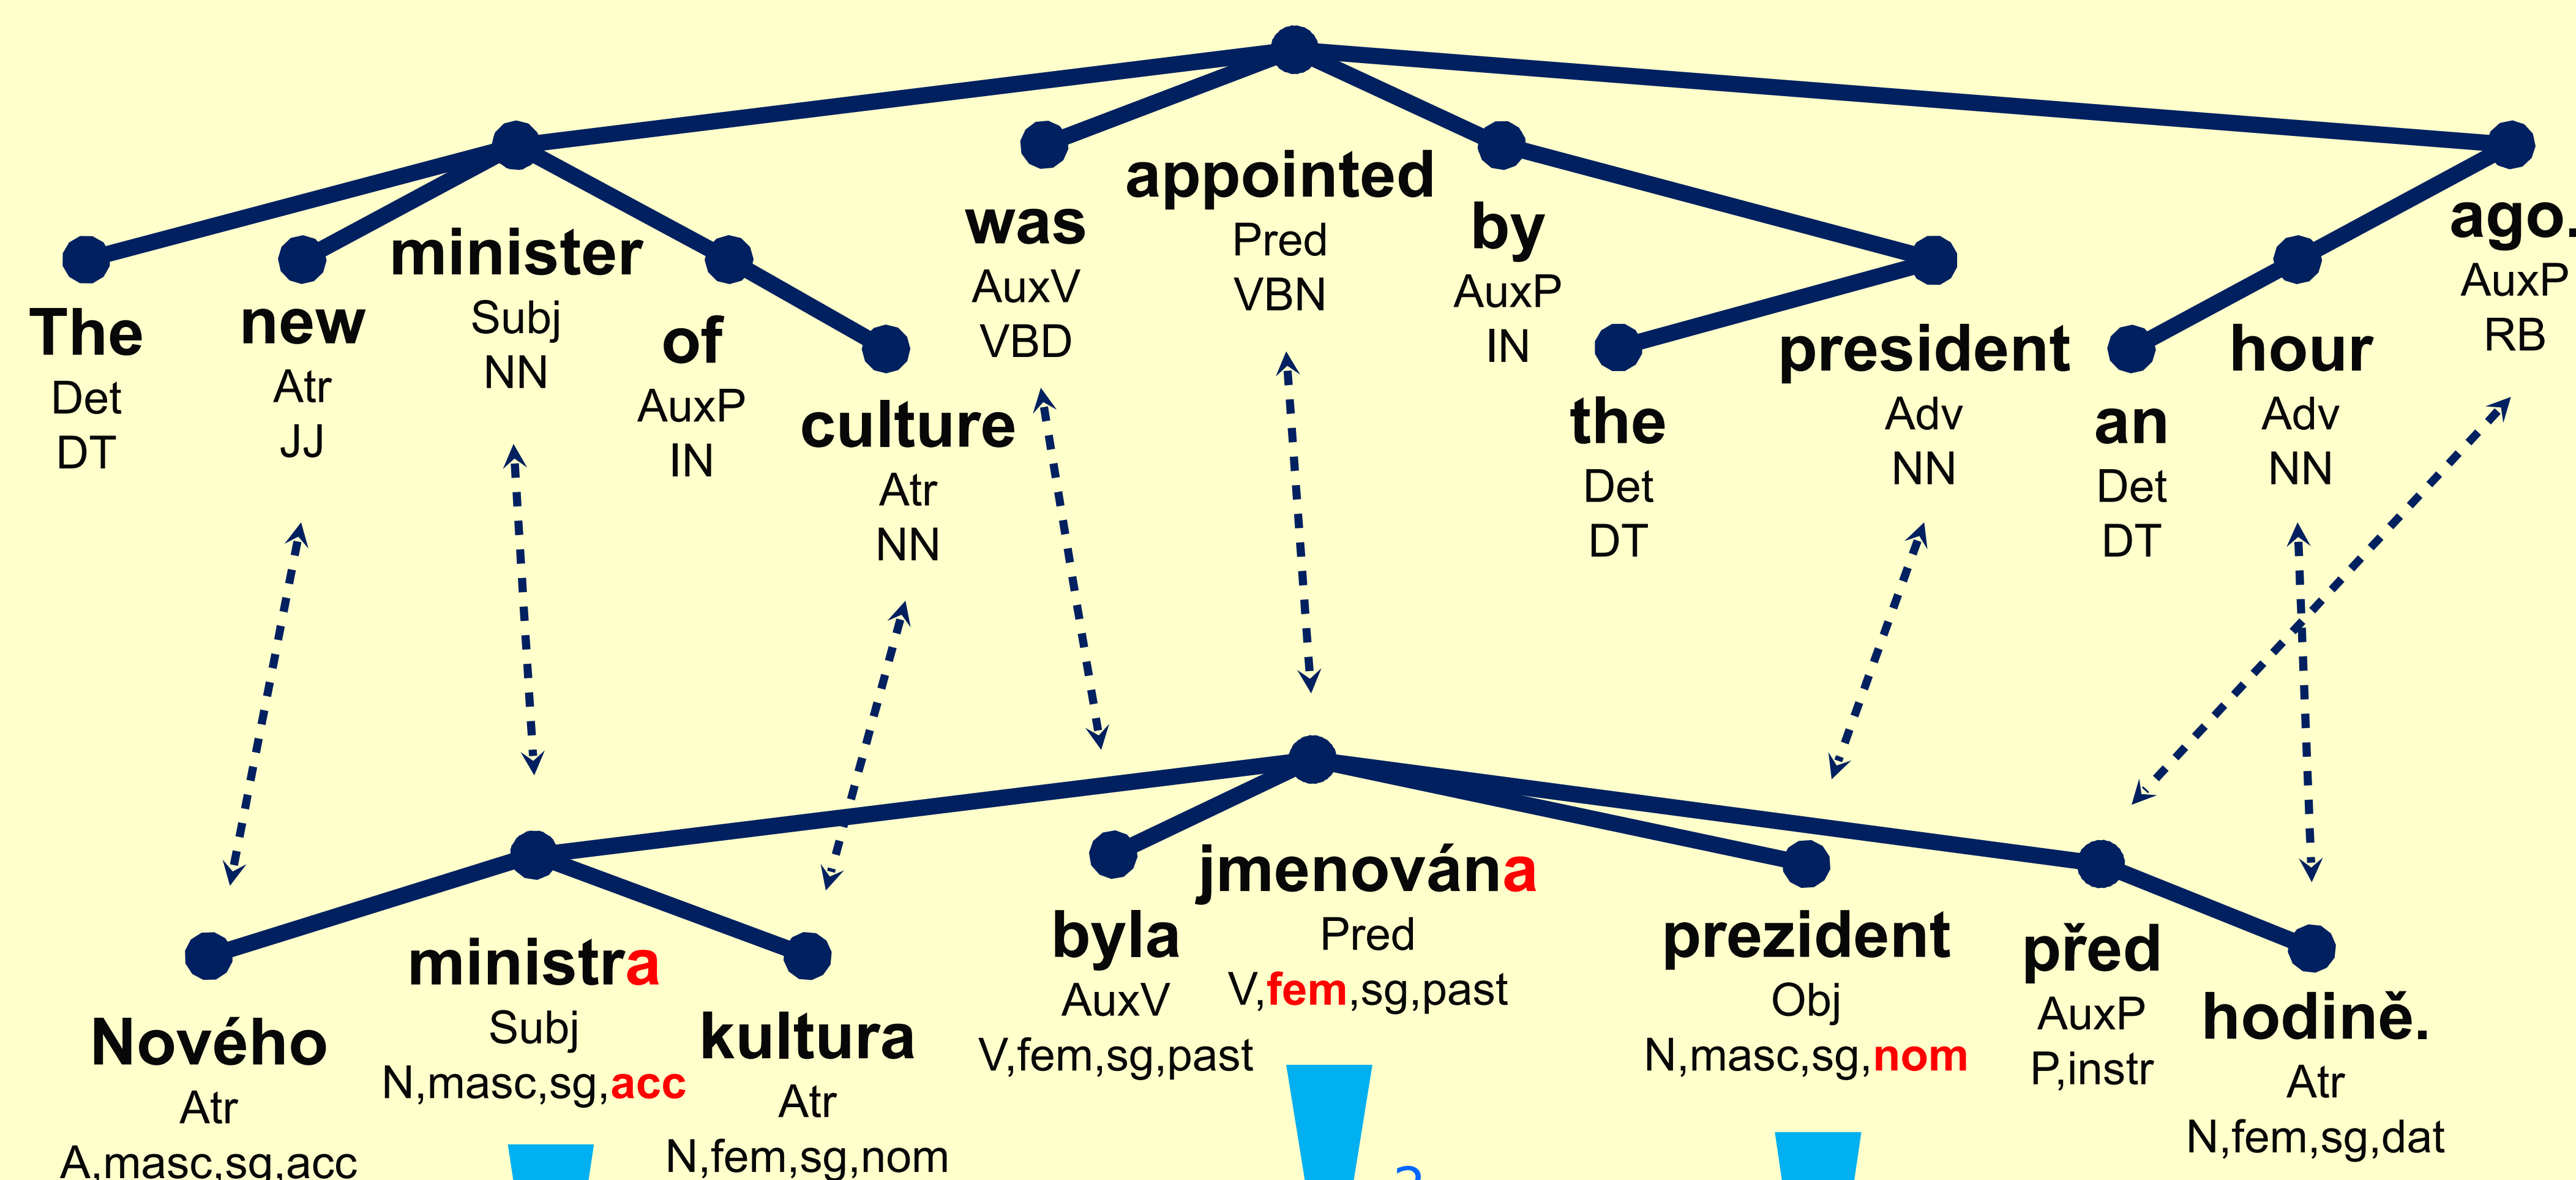 The
Det
DT
new
Atr
JJ
minister
Subj
NN
of
AuxP
IN
culture
Atr
NN
was
AuxV
VBD
appointed
Pred
VBN
by
AuxP
IN
the
Det
DT
president
Adv
NN
an
Det
DT
hour
Adv
NN
ago.
AuxP
RB
Nového
Atr
A,masc,sg,acc
ministra
Subj
N,masc,sg,acc
kultura
Atr
N,fem,sg,nom
byla
AuxV
V,fem,sg,past
jmenována
Pred
V,fem,sg,past
prezident
Obj
N,masc,sg,nom
před
AuxP
P,instr
hodině.
Atr
N,fem,sg,dat